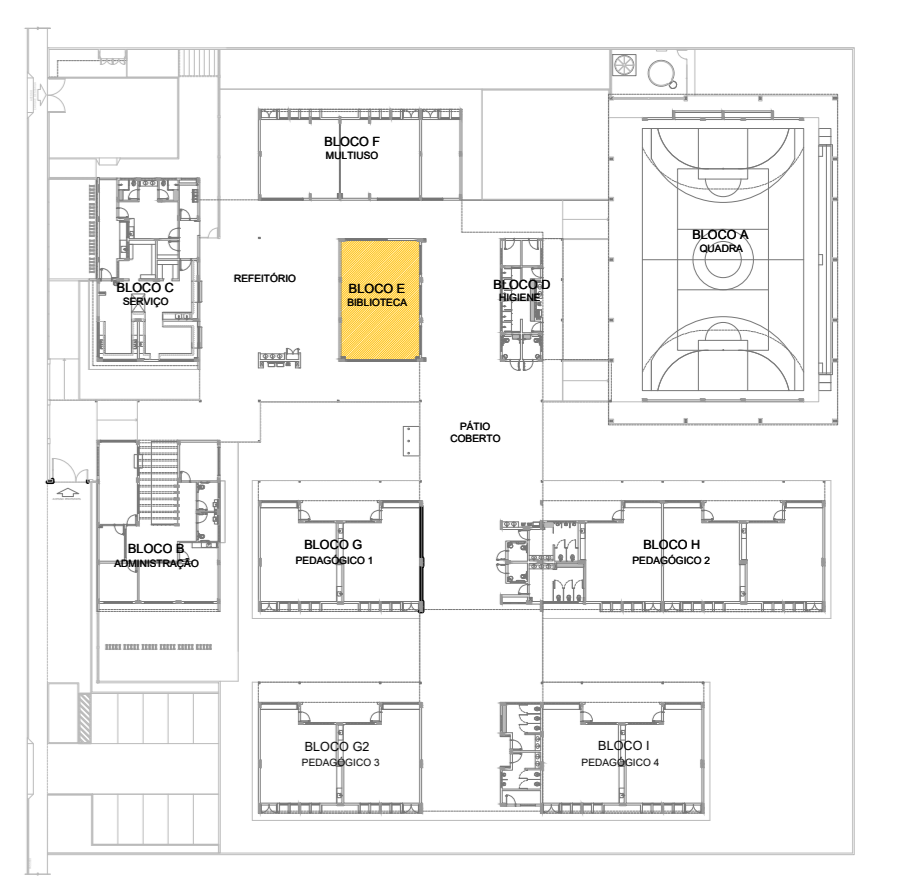 BLOCO F
MULTIUSO
BLOCO A
QUADRA
REFEITÓRIO
BLOCO C
SERVIÇO
BLOCO E
BIBLIOTECA
BLOCO D
HIGIENE
PÁTIO
COBERTO
BLOCO B
ADMINISTRAÇÃO
BLOCO G
PEDAGÓGICO 1
BLOCO H
PEDAGÓGICO 2
BLOCO G2
PEDAGÓGICO 3
BLOCO I
PEDAGÓGICO 4